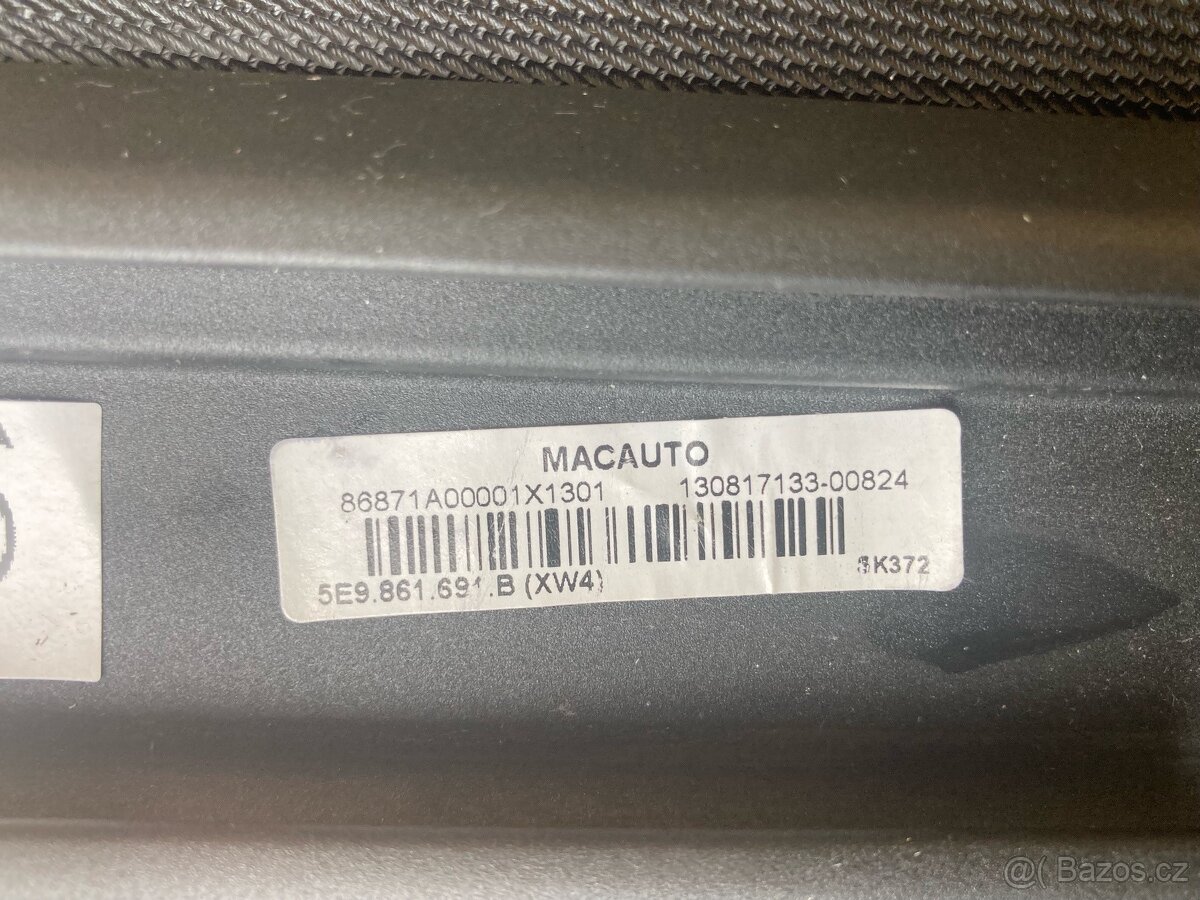 MACAUTO
86871A00001X1301 130817133-00824
5E9.861.691.B (XW4)
SK372
@( Bazos.cz